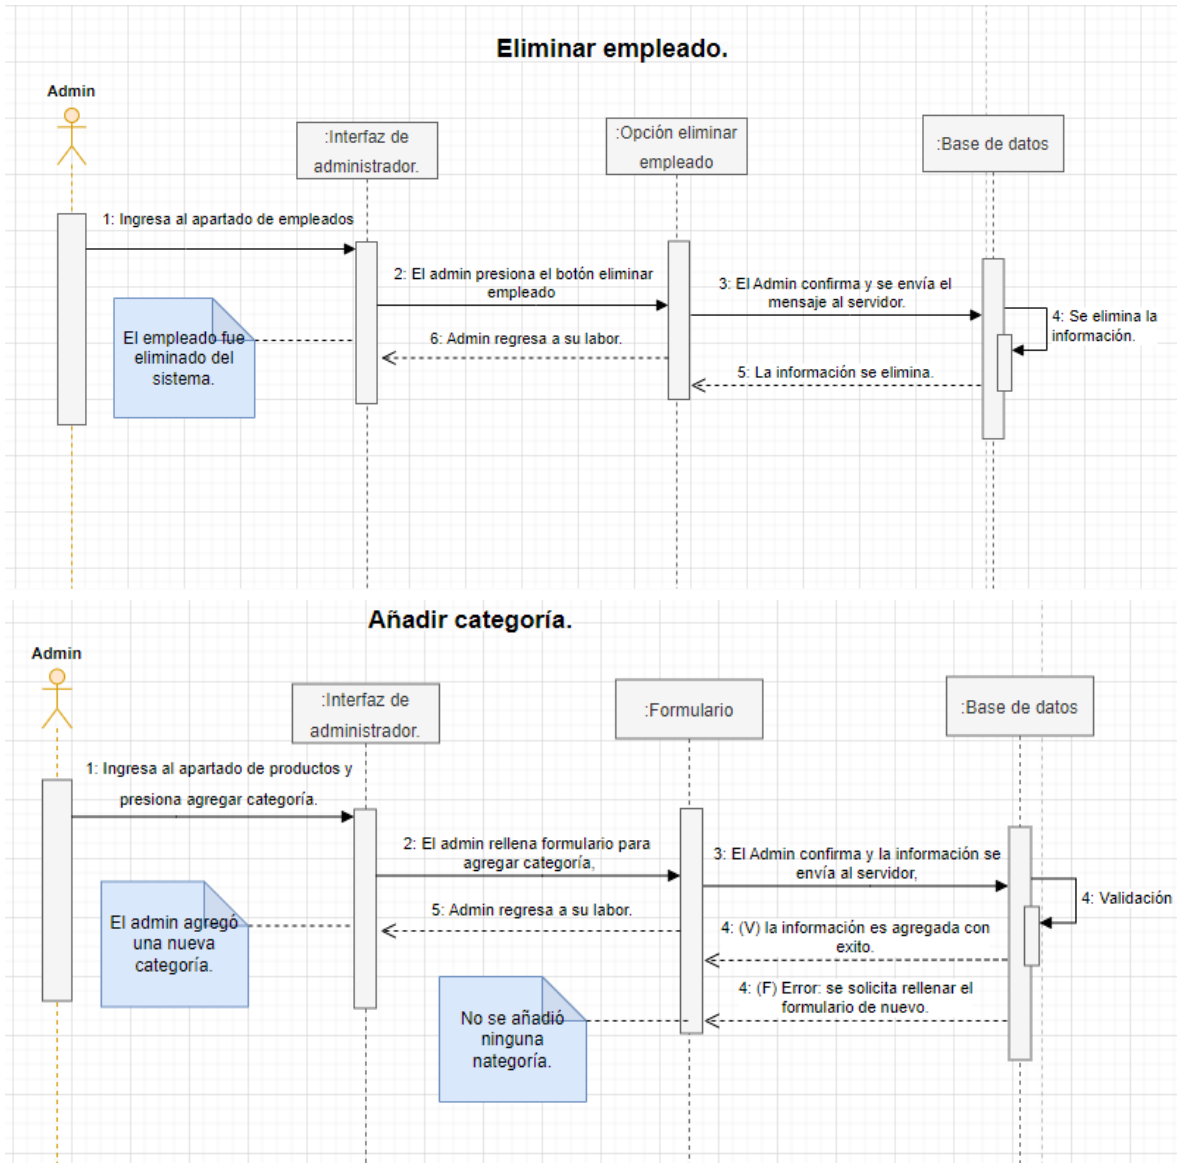 Eliminar empleado.
Admin
:Interfaz de
administrador.
:Opción eliminar
empleado
:Base de datos
1: Ingresa al apartado de empleados
2: El admin presiona el botón eliminar
empleado
3: El Admin confirma y se envía el
mensaje al servidor.
4: Se elimina la
información.
El empleado fue
eliminado del
sistema.
6: Admin regresa a su labor.
5: La información se elimina.
Añadir categoría.
Admin
:Interfaz de
administrador.
:Formulario
:Base de datos
1: Ingresa al apartado de productos y
presiona agregar categoría.
2: El admin rellena formulario para
agregar categoría,
3: El Admin confirma y la información se
envía al servidor,
4: Validación
El admin agregó
una nueva
categoría.
5: Admin regresa a su labor.
4: (V) la información es agregada con
exito.
4: (F) Error: se solicita rellenar el
formulario de nuevo.
No se añadió
ninguna
nategoría.